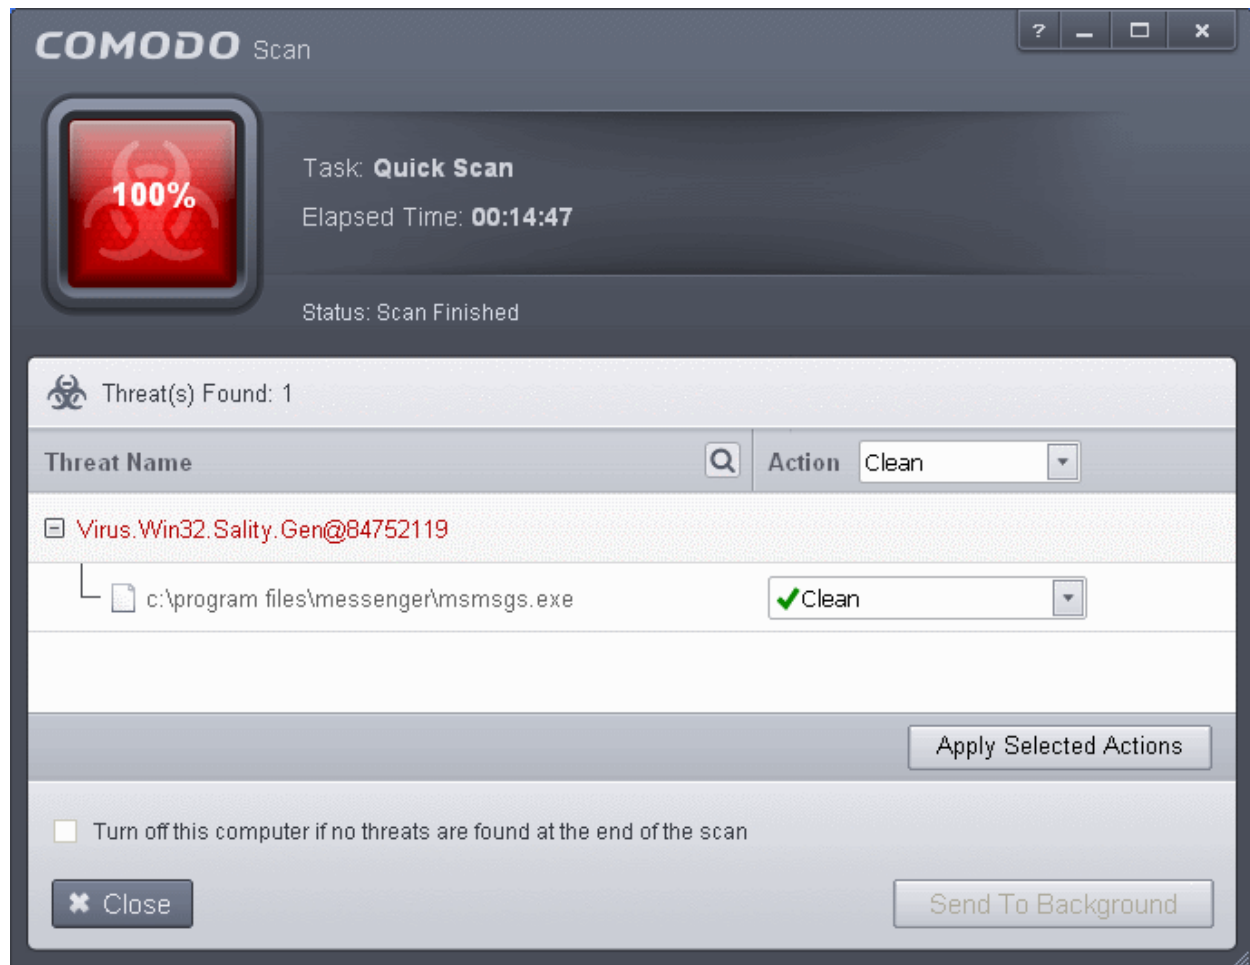 COMODO Scan
?
100%
Task: Quick Scan
Elapsed Time: 00:14:47
Status: Scan Finished
Threat(s) Found: 1
Threat Name Action Clean
Virus.Win32.Sality.Gen@84752119
c:\program files\messenger\msmsgs.exe Clean
Apply Selected Actions
Turn off this computer if no threats are found at the end of the scan
Close Send To Background